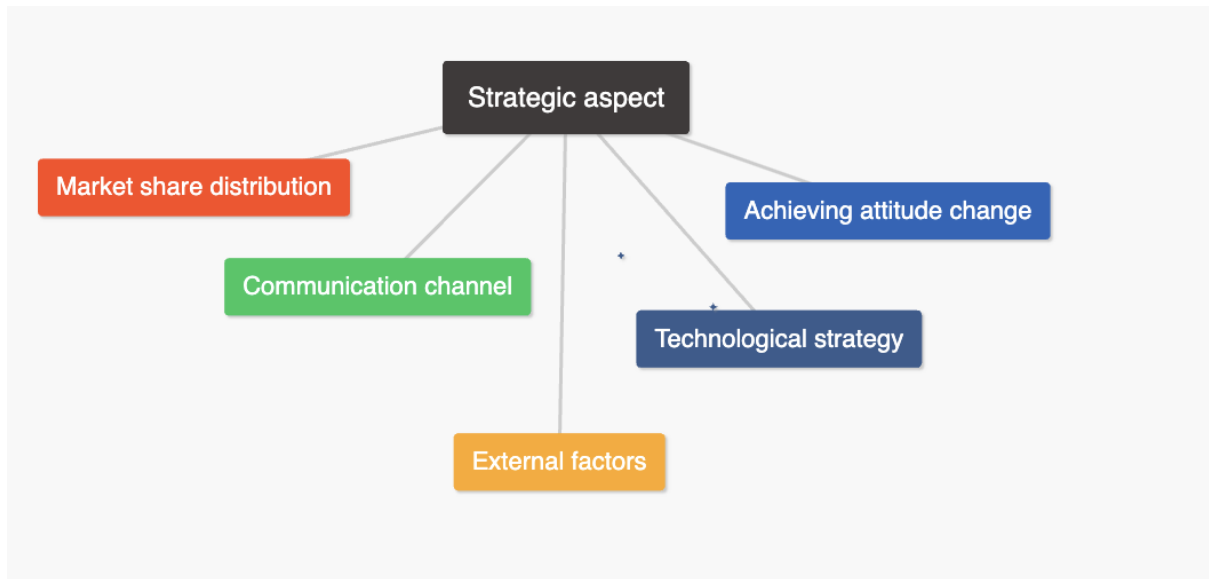 Strategic aspect
Market share distribution
Achieving attitude change
Communication channel
Technological strategy
External factors